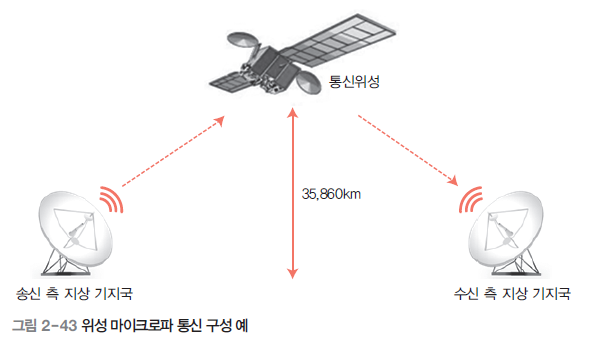 통신위성
35,860km
송신 측 지상 기지국
수신 측 지상 기지국
그림 2-43 위성 마이크로파 통신 구성 예